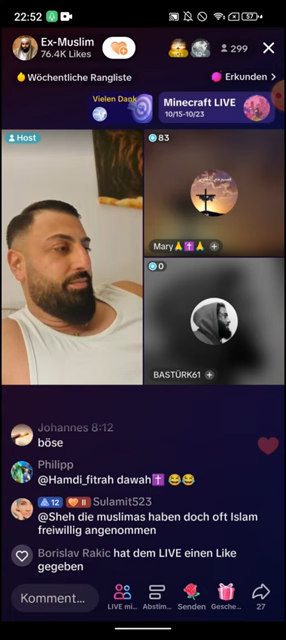 22:52
57
Ex-Muslim
76.4K Likes
299
Wöchentliche Rangliste
Erkunden >
Vielen Dank
Minecraft LIVE
10/15-10/23
Host
83
Mary🙏✝️🙏
0
BASTÜRK61
Johannes 8:12
böse
Philipp
@Hamdi_fitrah dawah✝️ 😂😂
12 II Sulamit523
@Sheh die muslimas haben doch oft Islam
freiwillig angenommen
Borislav Rakic hat dem LIVE einen Like
gegeben
Komment...
LIVE mi...
Abstim...
Senden
Gesche...
27